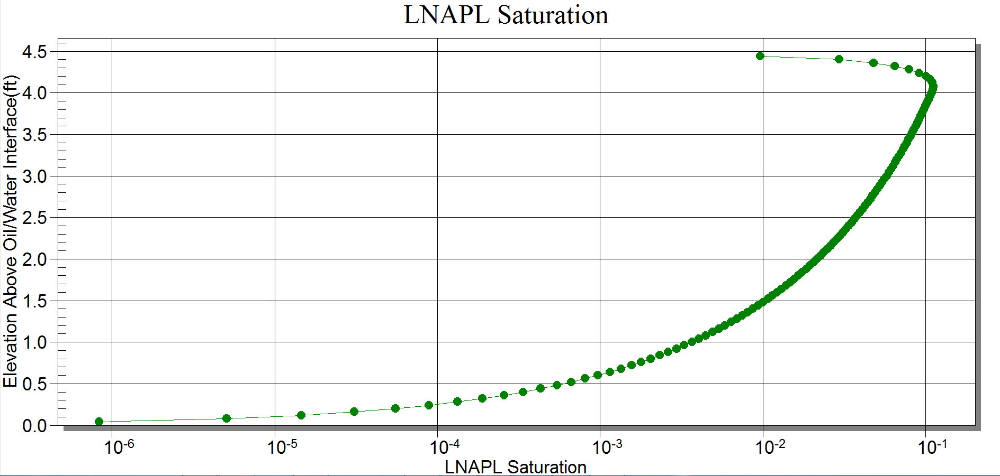 LNAPL Saturation
Elevation Above Oil/Water Interface(ft)
4.5
4.0
3.5
3.0
2.5
2.0
1.5
1.0
0.5
0.0
10-6 10-5 10-4 10-3 10-2 10-1
LNAPL Saturation